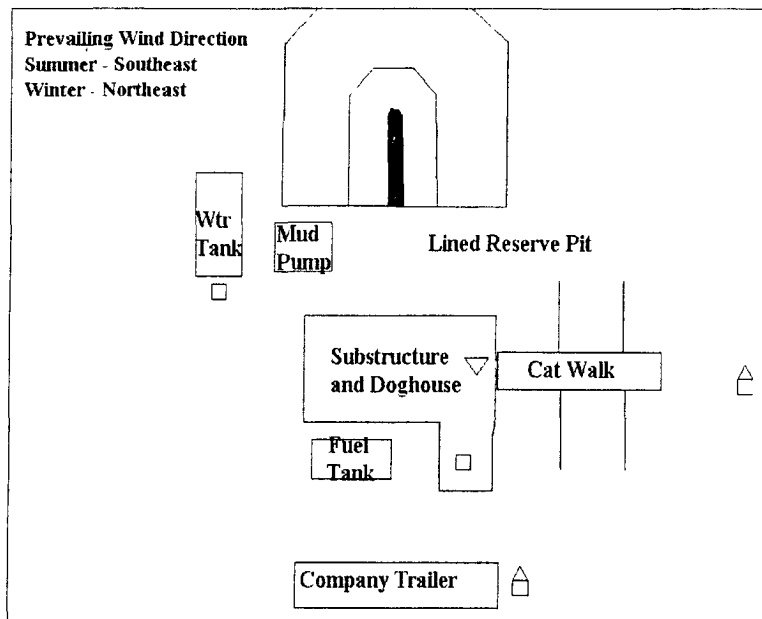 Prevailing Wind Direction
Summer - Southeast
Winter - Northeast
Wtr
Tank
Mud
Pump
Lined Reserve Pit
Substructure
and Doghouse
Cat Walk
Fuel
Tank
Company Trailer